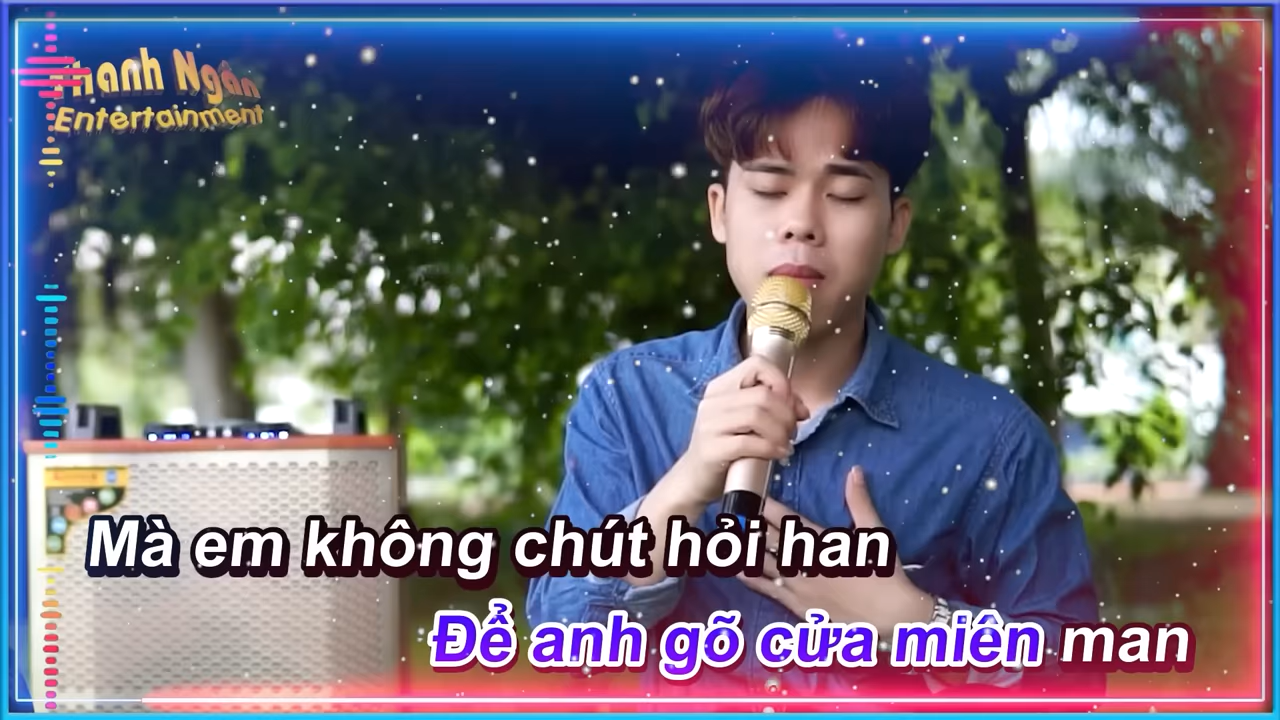 Thanh Ngân
Entertainment
Mà em không chút hỏi han
Để anh gõ cửa miên man